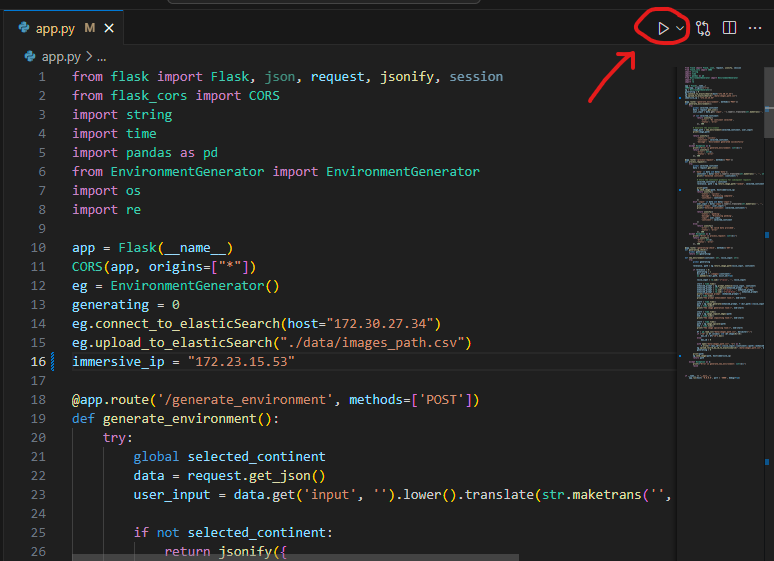 app.py M
app.py > ...
1 from flask import Flask, json, request, jsonify, session
2 from flask_cors import CORS
3 import string
4 import time
5 import pandas as pd
6 from EnvironmentGenerator import EnvironmentGenerator
7 import os
8 import re
9
10 app = Flask(__name__)
11 CORS(app, origins=["*"])
12 eg = EnvironmentGenerator()
13 generating = 0
14 eg.connect_to_elasticSearch(host="172.30.27.34")
15 eg.upload_to_elasticSearch("./data/images_path.csv")
16 immersive_ip = "172.23.15.53"
17
18 @app.route('/generate_environment', methods=['POST'])
19 def generate_environment():
20 try:
21 global selected_continent
22 data = request.get_json()
23 user_input = data.get('input', '').lower().translate(str.maketrans('',
24
25 if not selected_continent:
26 return jsonify({